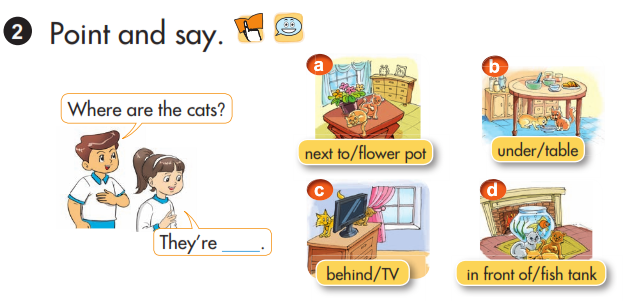 2 Point and say.
Where are the cats?
They're ____.
a
next to/flower pot
b
under/table
c
behind/TV
d
in front of/fish tank